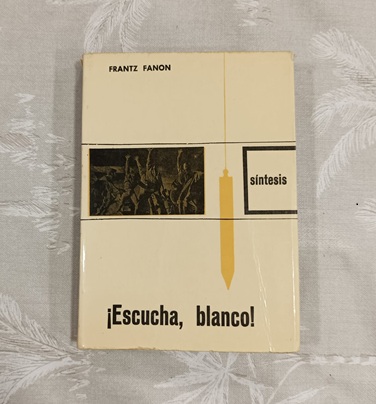 FRANTZ FANON
síntesis
¡Escucha, blanco!